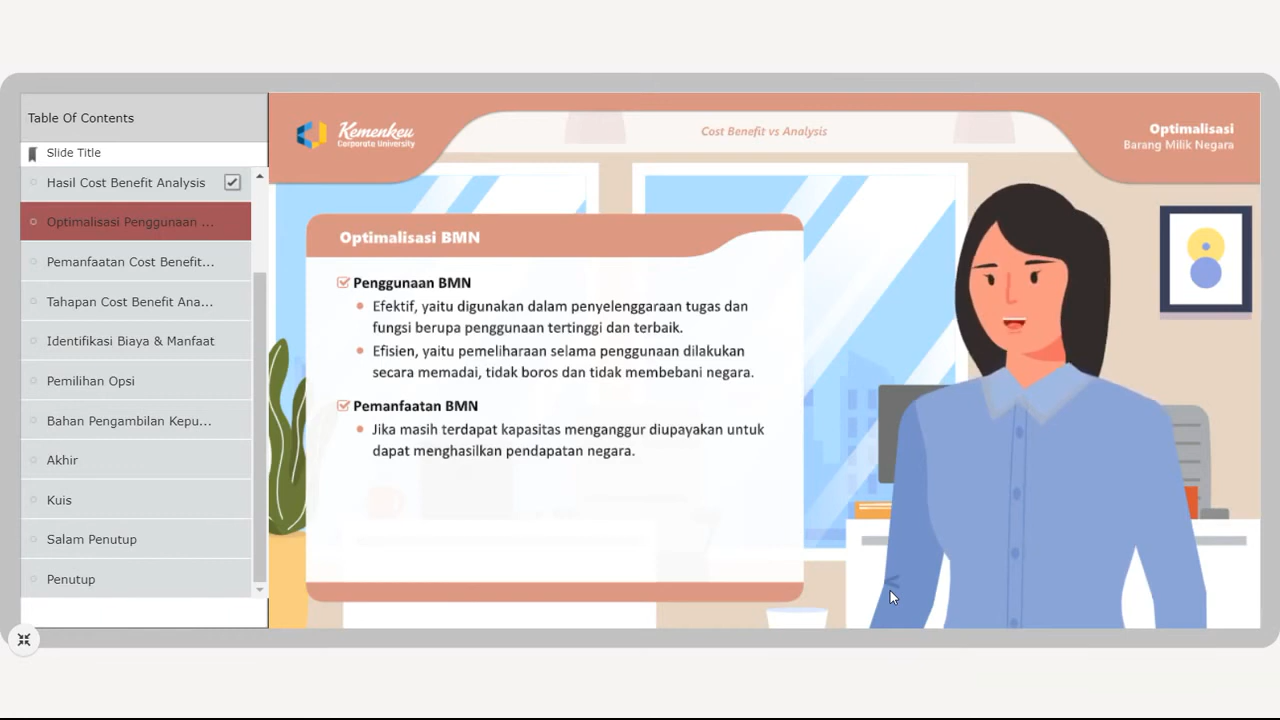 Table Of Contents
Slide Title
Hasil Cost Benefit Analysis
Optimalisasi Penggunaan ...
Pemanfaatan Cost Benefit...
Tahapan Cost Benefit Ana...
Identifikasi Biaya & Manfaat
Pemilihan Opsi
Bahan Pengambilan Kepu...
Akhir
Kuis
Salam Penutup
Penutup
Kemenkeu
Corporate University
Cost Benefit vs Analysis
Optimalisasi
Barang Milik Negara
Optimalisasi BMN
Penggunaan BMN
Efektif, yaitu digunakan dalam penyelenggaraan tugas dan
fungsi berupa penggunaan tertinggi dan terbaik.
Efisien, yaitu pemeliharaan selama penggunaan dilakukan
secara memadai, tidak boros dan tidak membebani negara.
Pemanfaatan BMN
Jika masih terdapat kapasitas menganggur diupayakan untuk
dapat menghasilkan pendapatan negara.